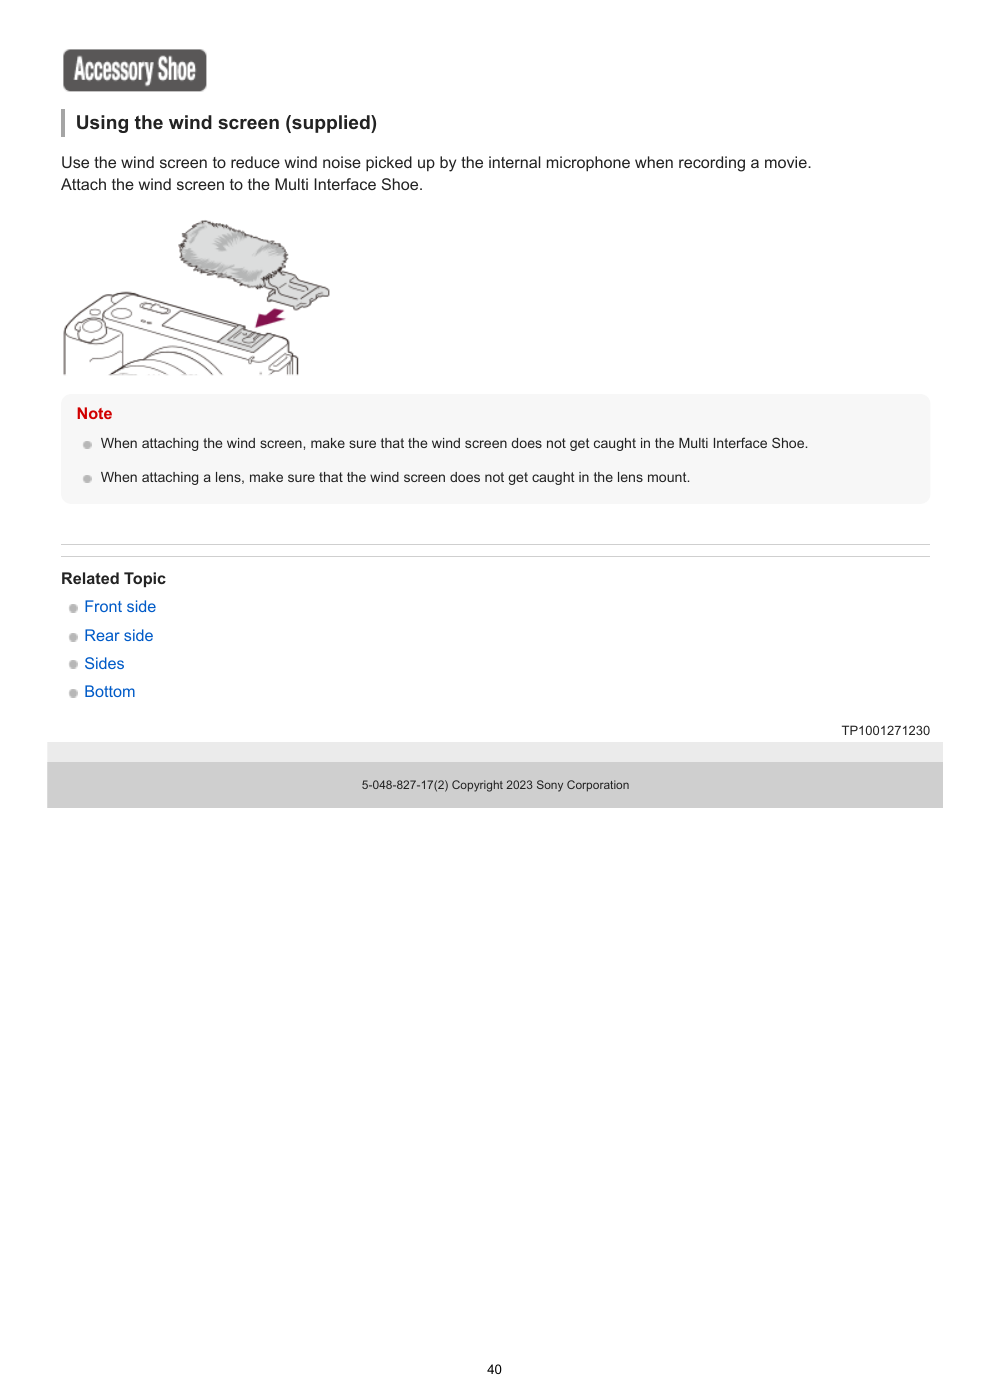 Accessory Shoe
Using the wind screen (supplied)
Use the wind screen to reduce wind noise picked up by the internal microphone when recording a movie.
Attach the wind screen to the Multi Interface Shoe.
Note
When attaching the wind screen, make sure that the wind screen does not get caught in the Multi Interface Shoe.
When attaching a lens, make sure that the wind screen does not get caught in the lens mount.
Related Topic
Front side
Rear side
Sides
Bottom
TP1001271230
5-048-827-17(2) Copyright 2023 Sony Corporation
40